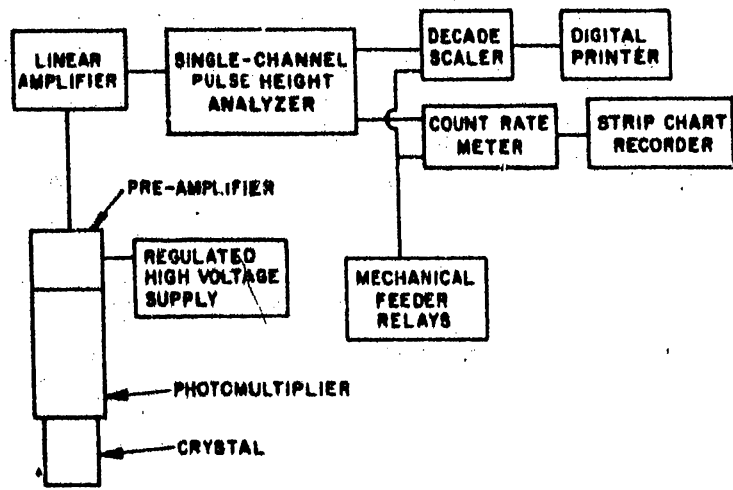 LINEAR
AMPLIFIER
SINGLE-CHANNEL
PULSE HEIGHT
ANALYZER
DECADE
SCALER
DIGITAL
PRINTER
COUNT RATE
METER
STRIP CHART
RECORDER
PRE-AMPLIFIER
REGULATED
HIGH VOLTAGE
SUPPLY
MECHANICAL
FEEDER
RELAYS
PHOTOMULTIPLIER
CRYSTAL